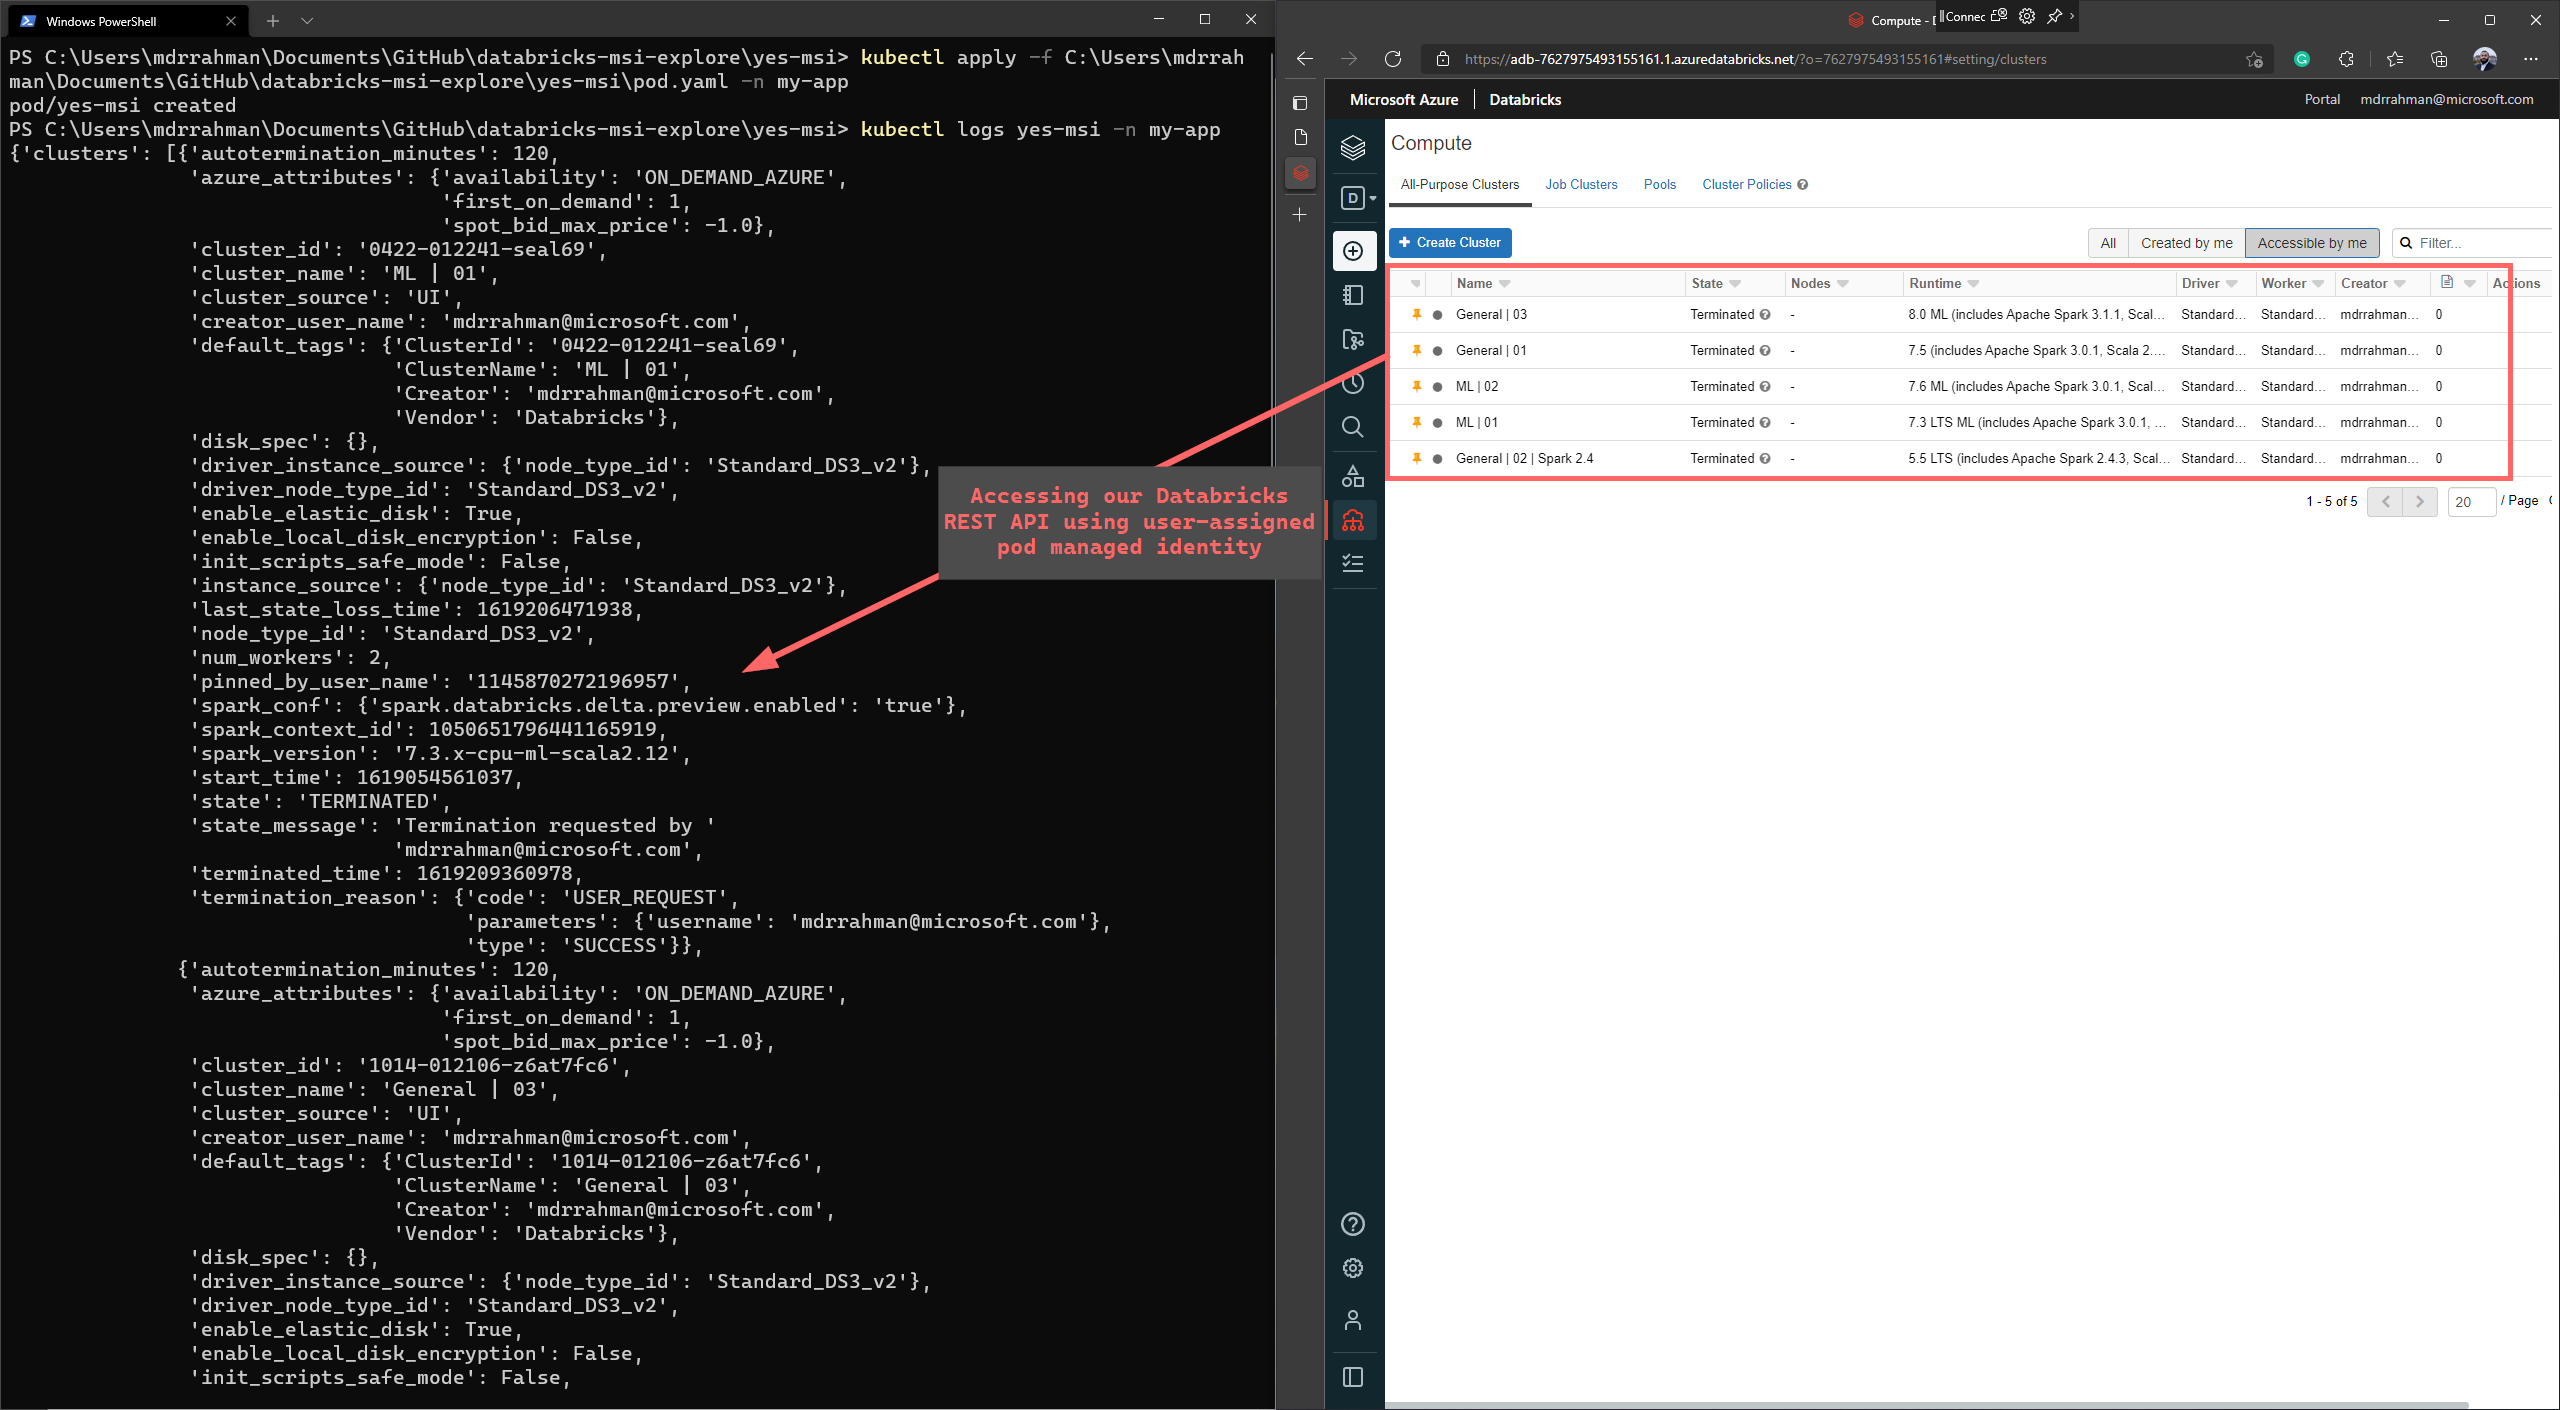 Windows PowerShell
PS C:\Users\mdrrahman\Documents\GitHub\databricks-msi-explore\yes-msi> kubectl apply -f C:\Users\mdrrah
man\Documents\GitHub\databricks-msi-explore\yes-msi\pod.yaml -n my-app
pod/yes-msi created
PS C:\Users\mdrrahman\Documents\GitHub\databricks-msi-explore\yes-msi> kubectl logs yes-msi -n my-app
{'clusters': [{'autotermination_minutes': 120,
'azure_attributes': {'availability': 'ON_DEMAND_AZURE',
'first_on_demand': 1,
'spot_bid_max_price': -1.0},
'cluster_id': '0422-012241-seal69',
'cluster_name': 'ML | 01',
'cluster_source': 'UI',
'creator_user_name': 'mdrrahman@microsoft.com',
'default_tags': {'ClusterId': '0422-012241-seal69',
'ClusterName': 'ML | 01',
'Creator': 'mdrrahman@microsoft.com',
'Vendor': 'Databricks'},
'disk_spec': {},
'driver_instance_source': {'node_type_id': 'Standard_DS3_v2'},
'driver_node_type_id': 'Standard_DS3_v2',
'enable_elastic_disk': True,
'enable_local_disk_encryption': False,
'init_scripts_safe_mode': False,
'instance_source': {'node_type_id': 'Standard_DS3_v2'},
'last_state_loss_time': 1619206471938,
'node_type_id': 'Standard_DS3_v2',
'num_workers': 2,
'pinned_by_user_name': '1145870272196957',
'spark_conf': {'spark.databricks.delta.preview.enabled': 'true'},
'spark_context_id': 1050651796441165919,
'spark_version': '7.3.x-cpu-ml-scala2.12',
'start_time': 1619054561037,
'state': 'TERMINATED',
'state_message': 'Termination requested by '
'mdrrahman@microsoft.com',
'terminated_time': 1619209360978,
'termination_reason': {'code': 'USER_REQUEST',
'parameters': {'username': 'mdrrahman@microsoft.com'},
'type': 'SUCCESS'}},
{'autotermination_minutes': 120,
'azure_attributes': {'availability': 'ON_DEMAND_AZURE',
'first_on_demand': 1,
'spot_bid_max_price': -1.0},
'cluster_id': '1014-012106-z6at7fc6',
'cluster_name': 'General | 03',
'cluster_source': 'UI',
'creator_user_name': 'mdrrahman@microsoft.com',
'default_tags': {'ClusterId': '1014-012106-z6at7fc6',
'ClusterName': 'General | 03',
'Creator': 'mdrrahman@microsoft.com',
'Vendor': 'Databricks'},
'disk_spec': {},
'driver_instance_source': {'node_type_id': 'Standard_DS3_v2'},
'driver_node_type_id': 'Standard_DS3_v2',
'enable_elastic_disk': True,
'enable_local_disk_encryption': False,
'init_scripts_safe_mode': False,
Accessing our Databricks
REST API using user-assigned
pod managed identity
Compute - D
Connec
https://adb-7627975493155161.1.azuredatabricks.net/?o=7627975493155161#setting/clusters
Microsoft Azure | Databricks Portal mdrrahman@microsoft.com
D
Compute
All-Purpose Clusters Job Clusters Pools Cluster Policies
+ Create Cluster All Created by me Accessible by me Filter...
Name State Nodes Runtime Driver Worker Creator Actions
General | 03 Terminated - 8.0 ML (includes Apache Spark 3.1.1, Scal... Standard... Standard... mdrrahman... 0
General | 01 Terminated - 7.5 (includes Apache Spark 3.0.1, Scala 2.... Standard... Standard... mdrrahman... 0
ML | 02 Terminated - 7.6 ML (includes Apache Spark 3.0.1, Scal... Standard... Standard... mdrrahman... 0
ML | 01 Terminated - 7.3 LTS ML (includes Apache Spark 3.0.1, ... Standard... Standard... mdrrahman... 0
General | 02 | Spark 2.4 Terminated - 5.5 LTS (includes Apache Spark 2.4.3, Scal... Standard... Standard... mdrrahman... 0
1 - 5 of 5 20 / Page